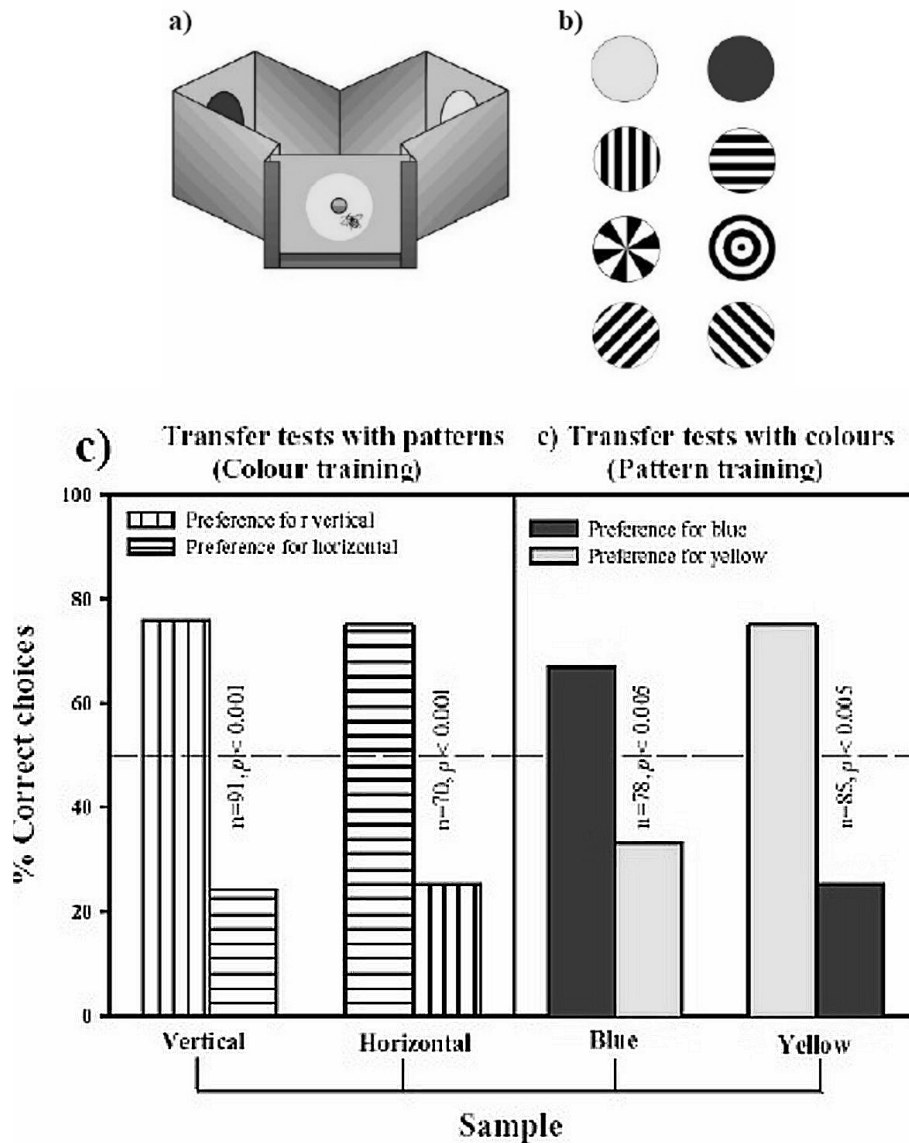 a)
b)
c)
Transfer tests with patterns
(Colour training)
c) Transfer tests with colours
(Pattern training)
100
80
60
40
20
0
% Correct choices
Preference for vertical
Preference for horizontal
Preference for blue
Preference for yellow
n=91, p < 0.001
n=70, p < 0.001
n=78, p < 0.005
n=85, p < 0.005
Vertical
Horizontal
Blue
Yellow
Sample